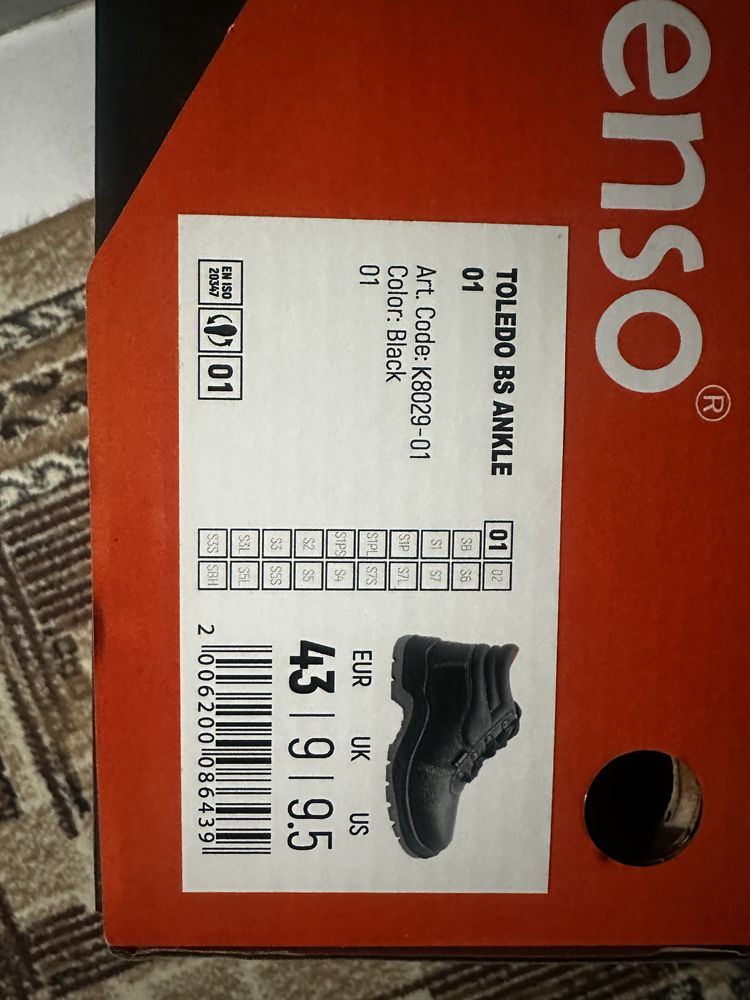 enso®
TOLEDO BS ANKLE
01
Art. Code: K8029-01
Color: Black
01
EN ISO
20347
01
01 SB S1 S1P S1PL S1PS S2 S3 S3L S3S
02 S6 S7 S7L S7S S4 S5 S5S S5L SBH
EUR UK US
43 | 9 | 9.5
2 006200 086439